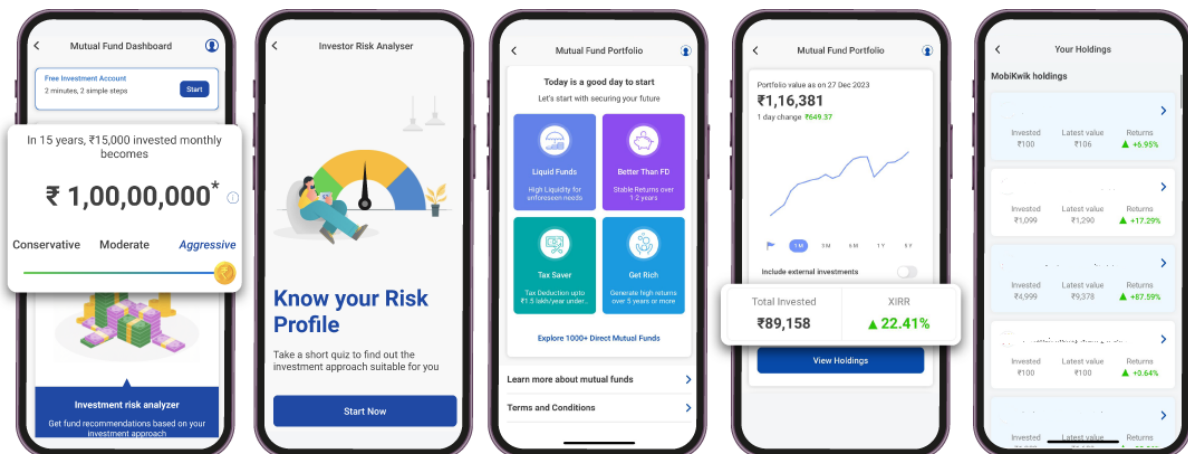 Mutual Fund Dashboard
Free Investment Account
2 minutes, 2 simple steps
Start
In 15 years, ₹15,000 invested monthly
becomes
₹ 1,00,00,000*
Conservative Moderate Aggressive
Investment risk analyzer
Get fund recommendations based on your
investment approach
Investor Risk Analyser
Know your Risk
Profile
Take a short quiz to find out the
investment approach suitable for you
Start Now
Mutual Fund Portfolio
Today is a good day to start
Let's start with securing your future
Liquid Funds
High Liquidity for
unforeseen needs
Better Than FD
Stable Returns over
1-2 years
Tax Saver
Tax Deduction upto
₹1.5 lakh/year under...
Get Rich
Generate high returns
over 5 years or more
Explore 1000+ Direct Mutual Funds
Learn more about mutual funds
Terms and Conditions
Mutual Fund Portfolio
Portfolio value as on 27 Dec 2023
₹1,16,381
1 day change ₹649.37
1 M 3 M 6 M 1 Y 5 Y
Include external investments
Total Invested XIRR
₹89,158 ▲ 22.41%
View Holdings
Your Holdings
MobiKwik holdings
Invested Latest value Returns
₹100 ₹106 ▲ +6.95%
Invested Latest value Returns
₹1,099 ₹1,290 ▲ +17.29%
Invested Latest value Returns
₹4,999 ₹9,378 ▲ +87.59%
Invested Latest value Returns
₹100 ₹100 ▲ +0.64%
Invested Latest value Returns